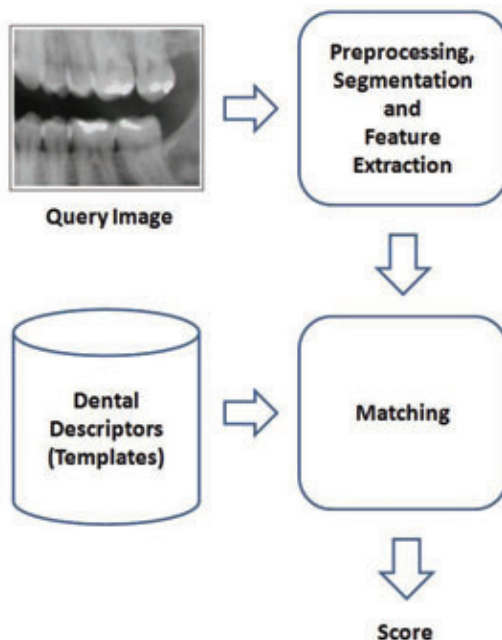 Preprocessing,
Segmentation
and
Feature
Extraction
Query Image
Dental
Descriptors
(Templates)
Matching
Score